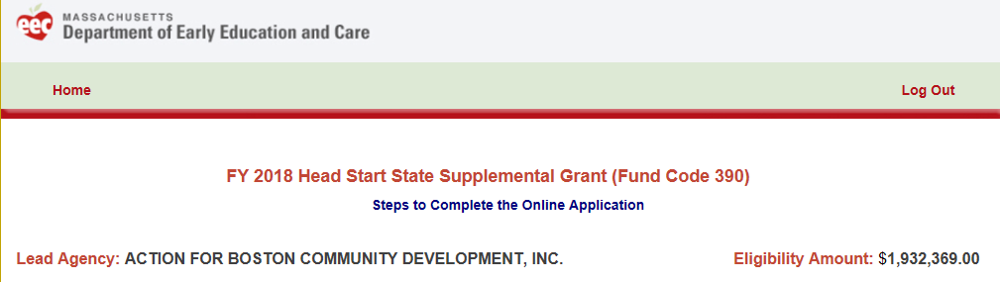 eec
MASSACHUSETTS
Department of Early Education and Care
Home
Log Out
FY 2018 Head Start State Supplemental Grant (Fund Code 390)
Steps to Complete the Online Application
Lead Agency: ACTION FOR BOSTON COMMUNITY DEVELOPMENT, INC.
Eligibility Amount: $1,932,369.00